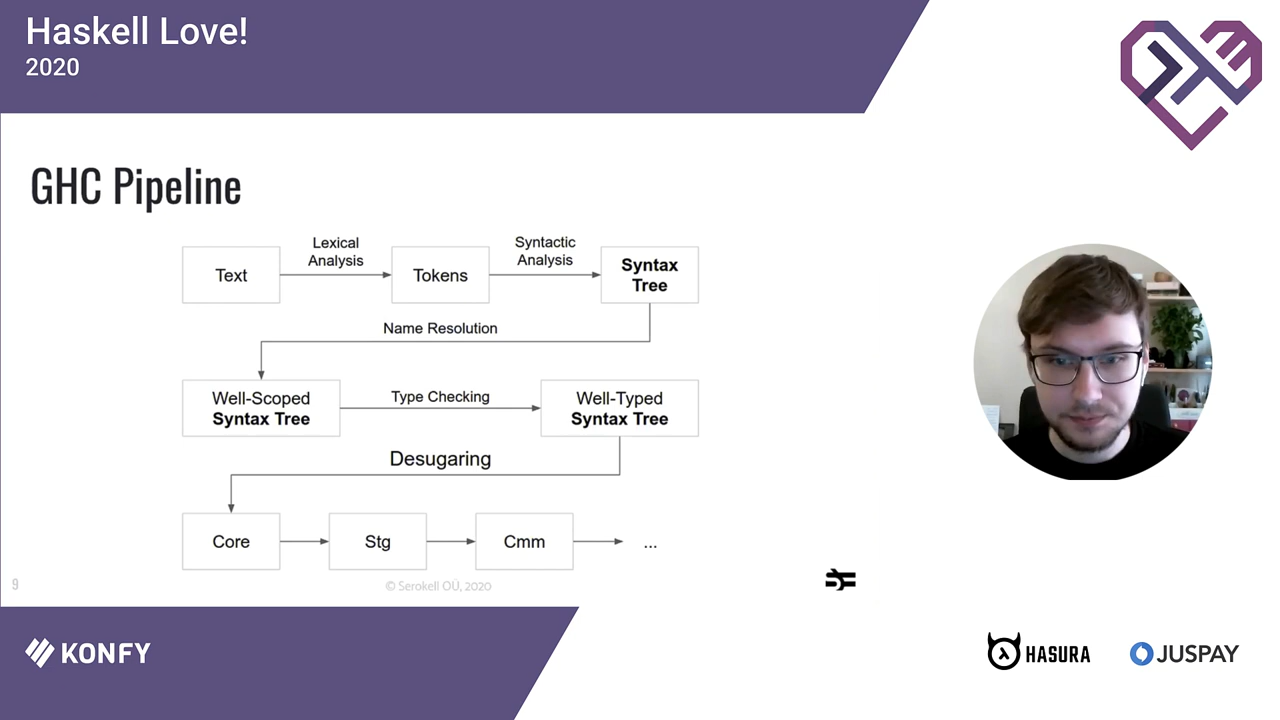 Haskell Love!
2020
GHC Pipeline
Lexical
Analysis
Syntactic
Analysis
Text
Tokens
Syntax
Tree
Name Resolution
Well-Scoped
Syntax Tree
Type Checking
Well-Typed
Syntax Tree
Desugaring
Core
Stg
Cmm
...
9
© Serokell OÜ, 2020
KONFY
HASURA
JUSPAY